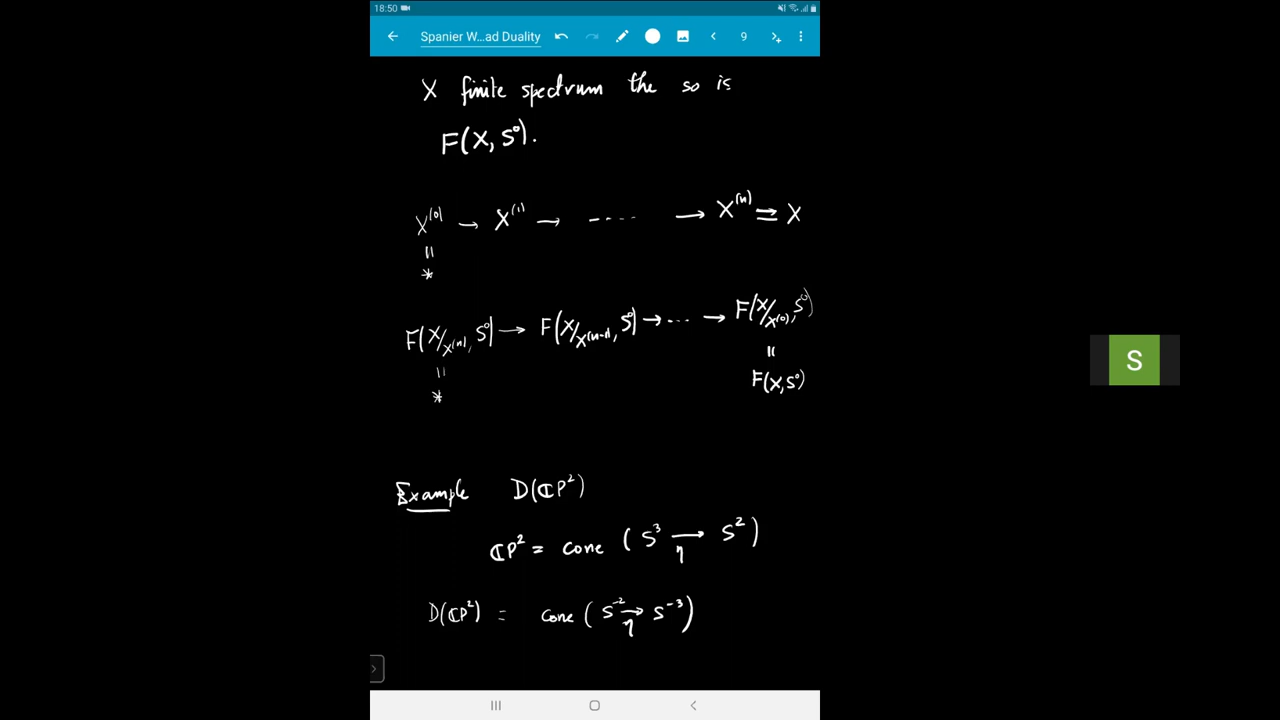 18:50
Spanier W...ad Duality 9
X finite spectrum the so is
F(X, S⁰).
X⁽⁰⁾ → X⁽¹⁾ → ----- → X⁽ⁿ⁾ ⇒ X
=
*
F(X/X⁽ⁿ⁾, S⁰) → F(X/X⁽ⁿ⁻¹⁾, S⁰) → ... → F(X/X⁽⁰⁾, S⁰)
= =
* F(X, S⁰)
S
Example D(ℂP²)
ℂP² = cone (S³ → S²)
η
D(ℂP²) = cone (S⁻² → S⁻³)
η